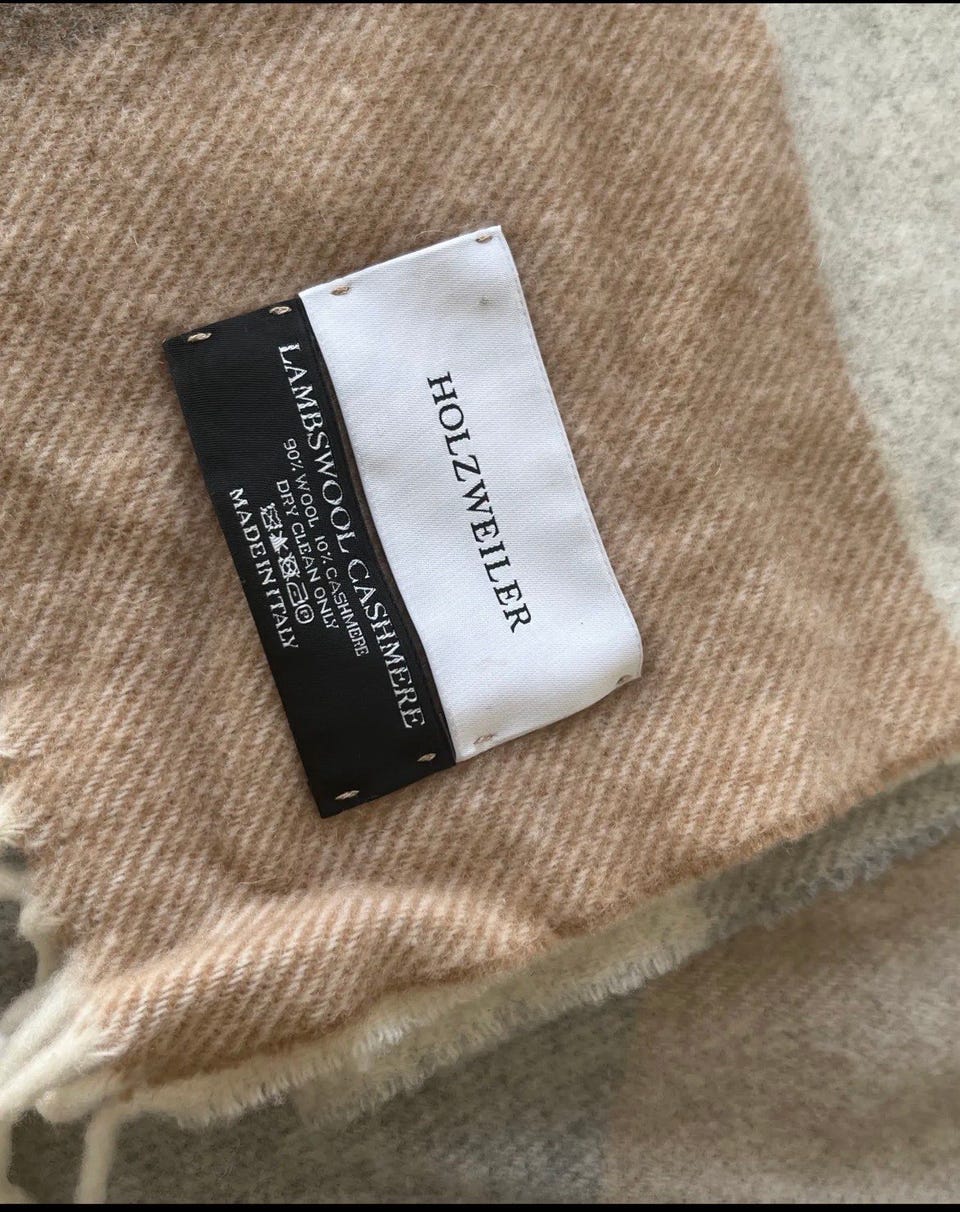 HOLZWEILER
LAMBSWOOL CASHMERE
90% WOOL 10% CASHMERE
DRY CLEAN ONLY
MADE IN ITALY